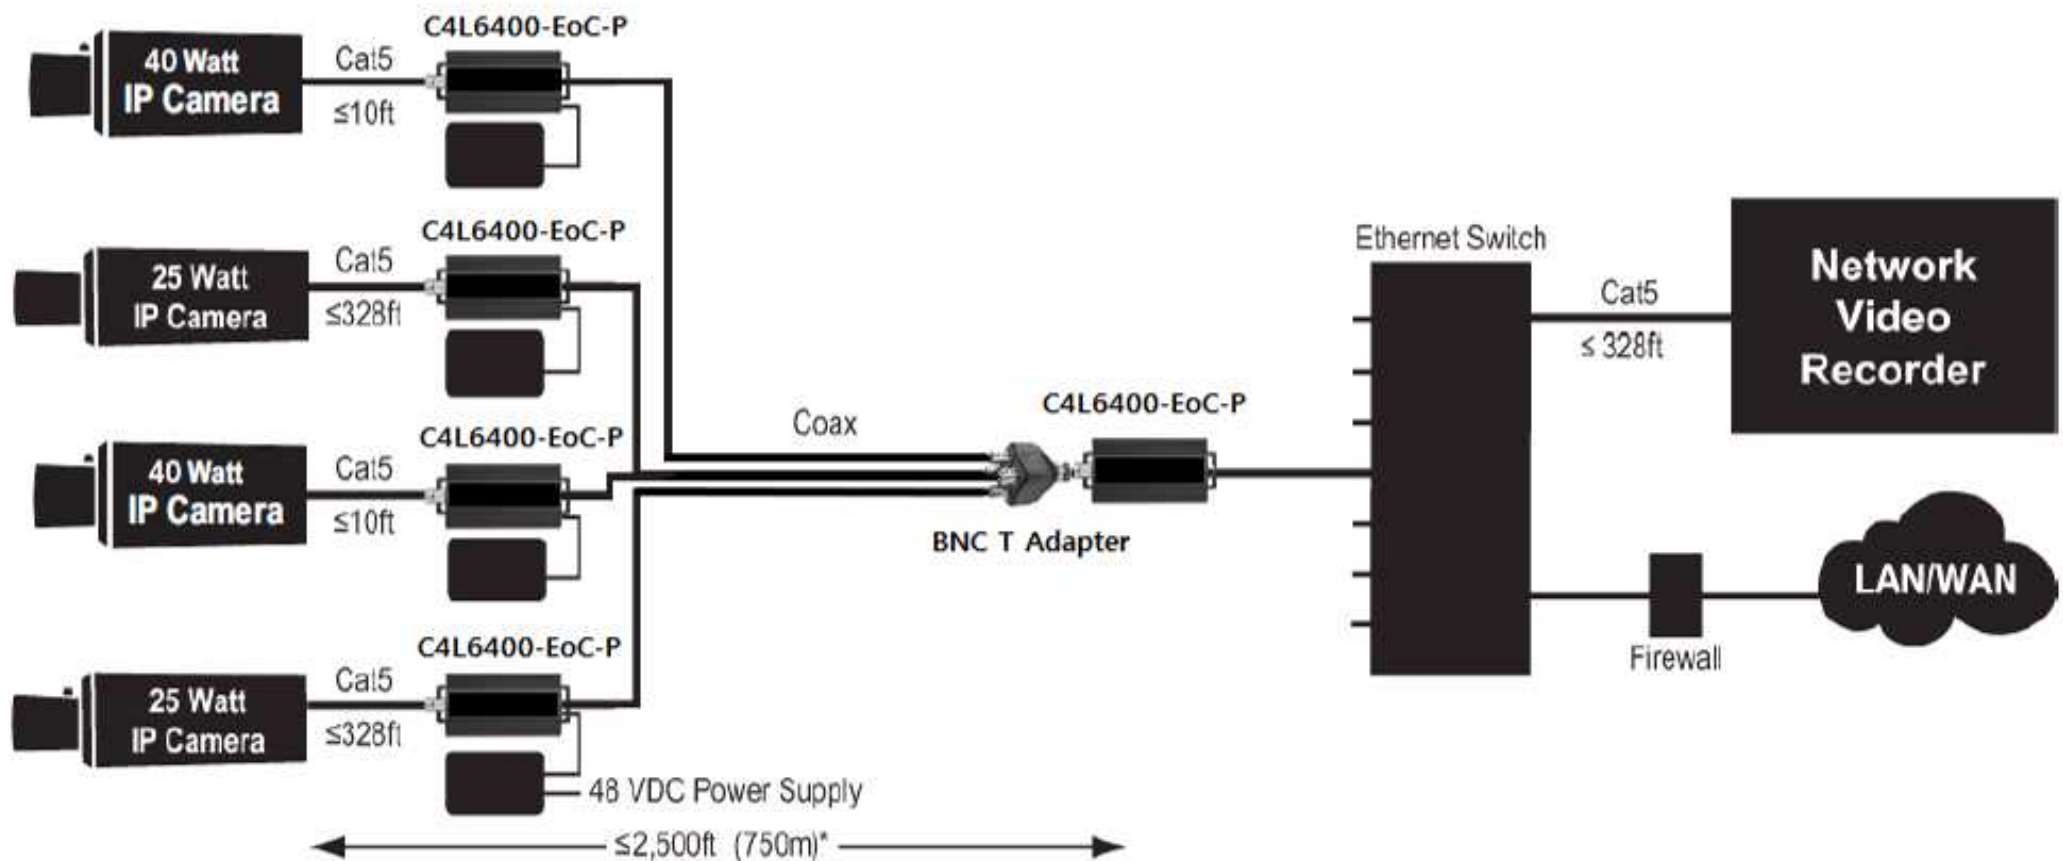 C4L6400-EoC-P
40 Watt
IP Camera
Cat5
≤10ft
C4L6400-EoC-P
25 Watt
IP Camera
Cat5
≤328ft
C4L6400-EoC-P
40 Watt
IP Camera
Cat5
≤10ft
C4L6400-EoC-P
25 Watt
IP Camera
Cat5
≤328ft
48 VDC Power Supply
≤2,500ft (750m)*
Coax
BNC T Adapter
C4L6400-EoC-P
Ethernet Switch
Cat5
≤ 328ft
Network
Video
Recorder
Firewall
LAN/WAN